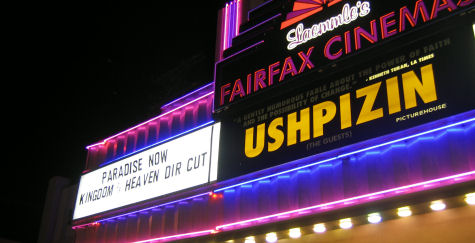 Laemmle's
FAIRFAX CINEMAS
"A GENTLY HUMOROUS FABLE ABOUT THE POWER OF FAITH
AND THE POSSIBILITY OF CHANGE."
- KENNETH TURAN, LA TIMES
USHPIZIN
(THE GUESTS)
PICTUREHOUSE
PARADISE NOW
KINGDOM OF HEAVEN DIR CUT